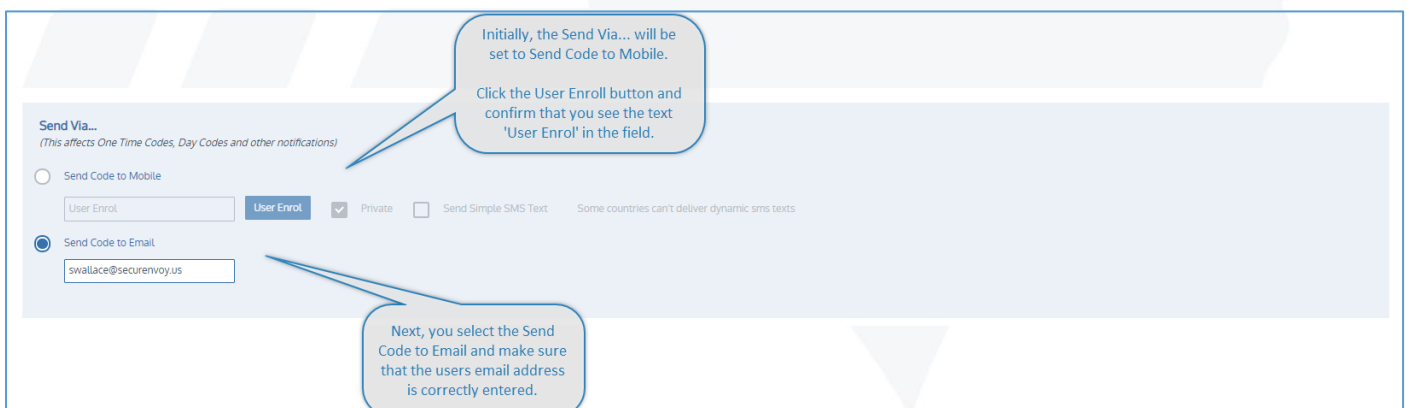 Initially, the Send Via... will be
set to Send Code to Mobile.
Click the User Enroll button and
confirm that you see the text
'User Enrol' in the field.
Send Via...
(This affects One Time Codes, Day Codes and other notifications)
Send Code to Mobile
User Enrol User Enrol Private Send Simple SMS Text Some countries can't deliver dynamic sms texts
Send Code to Email
swallace@securenvoy.us
Next, you select the Send
Code to Email and make sure
that the users email address
is correctly entered.